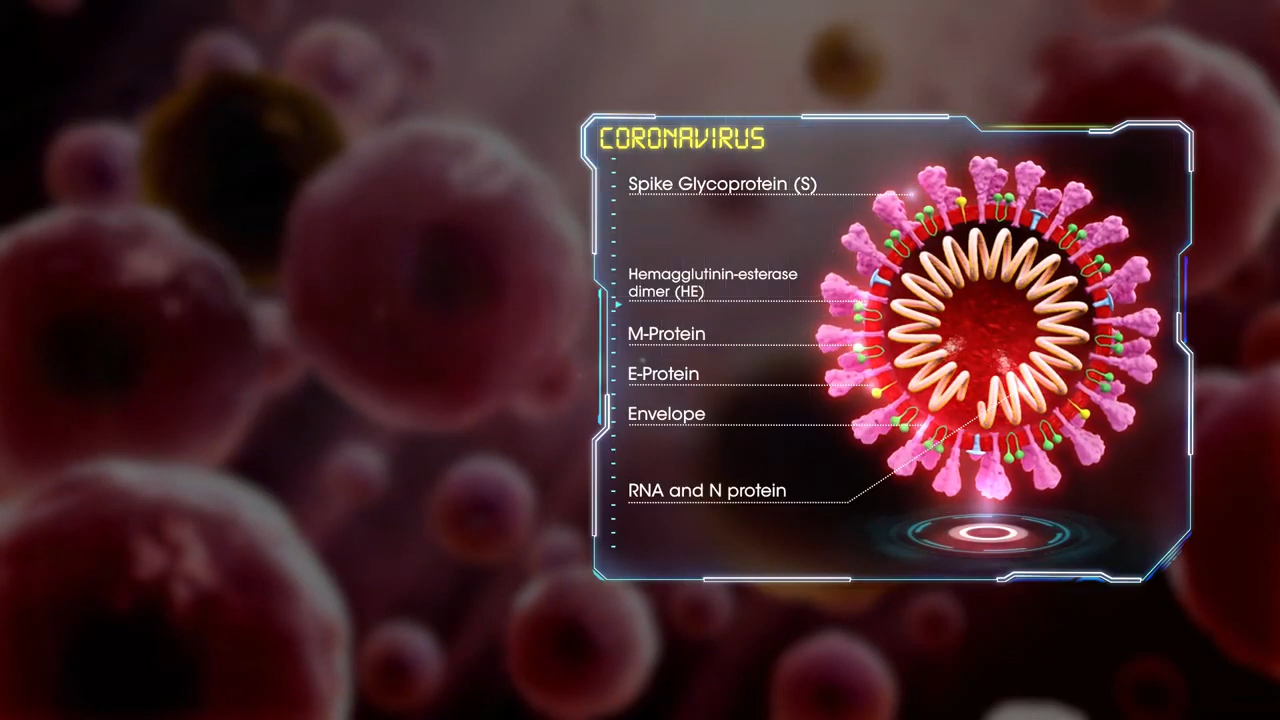 CORONAVIRUS
Spike Glycoprotein (S)
Hemagglutinin-esterase
dimer (HE)
M-Protein
E-Protein
Envelope
RNA and N protein